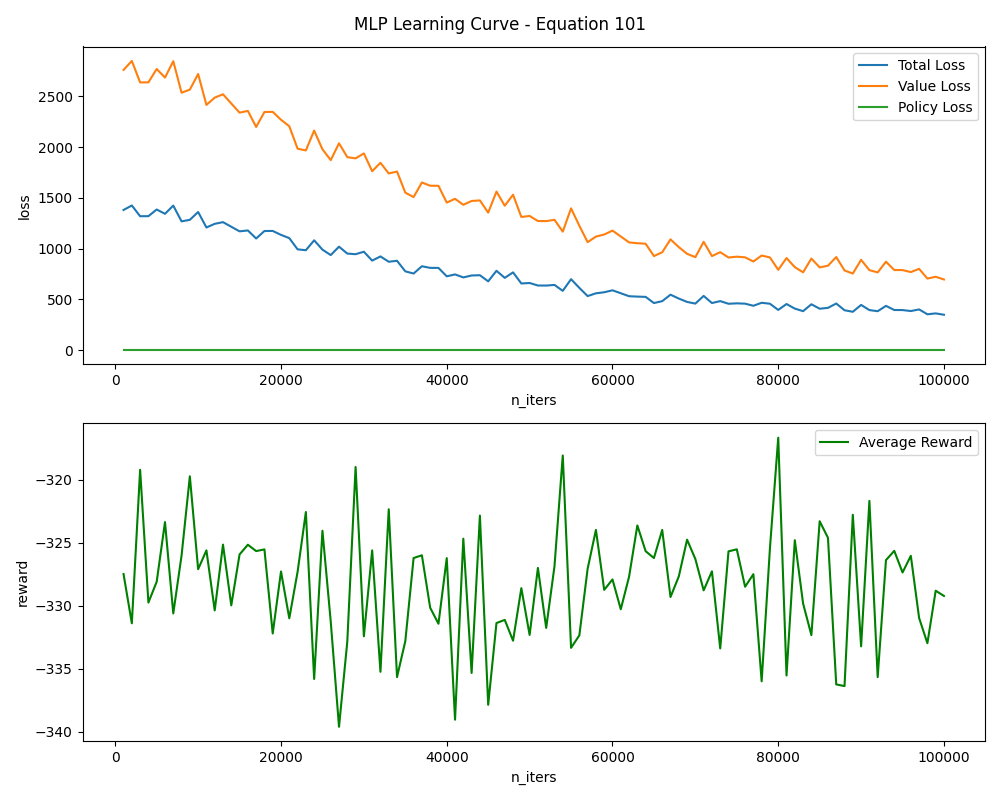 MLP Learning Curve - Equation 101
Total Loss
Value Loss
Policy Loss
loss
2500
2000
1500
1000
500
0
0 20000 40000 60000 80000 100000
n_iters
Average Reward
reward
−320
−325
−330
−335
−340
0 20000 40000 60000 80000 100000
n_iters